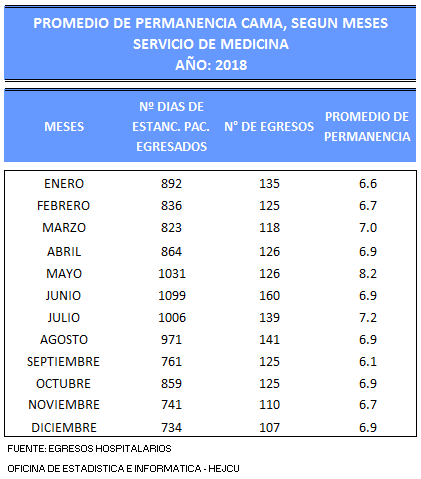 PROMEDIO DE PERMANENCIA CAMA, SEGUN MESES
SERVICIO DE MEDICINA
AÑO: 2018
MESES Nº DIAS DE ESTANC. PAC. EGRESADOS N° DE EGRESOS PROMEDIO DE PERMANENCIA
ENERO 892 135 6.6
FEBRERO 836 125 6.7
MARZO 823 118 7.0
ABRIL 864 126 6.9
MAYO 1031 126 8.2
JUNIO 1099 160 6.9
JULIO 1006 139 7.2
AGOSTO 971 141 6.9
SEPTIEMBRE 761 125 6.1
OCTUBRE 859 125 6.9
NOVIEMBRE 741 110 6.7
DICIEMBRE 734 107 6.9
FUENTE: EGRESOS HOSPITALARIOS
OFICINA DE ESTADISTICA E INFORMATICA - HEJCU